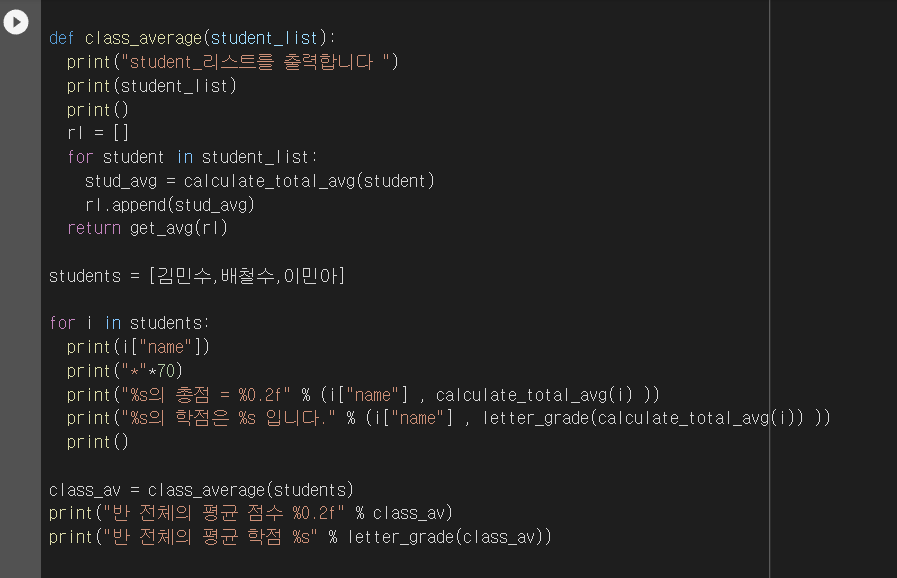 def class_average(student_list):
  print("student_리스트를 출력합니다 ")
  print(student_list)
  print()
  rl = []
  for student in student_list:
    stud_avg = calculate_total_avg(student)
    rl.append(stud_avg)
  return get_avg(rl)

students = [김민수,배철수,이민아]

for i in students:
  print(i["name"])
  print("*"*70)
  print("%s의 총점 = %0.2f" % (i["name"] , calculate_total_avg(i) ))
  print("%s의 학점은 %s 입니다." % (i["name"] , letter_grade(calculate_total_avg(i)) ))
  print()

class_av = class_average(students)
print("반 전체의 평균 점수 %0.2f" % class_av)
print("반 전체의 평균 학점 %s" % letter_grade(class_av))